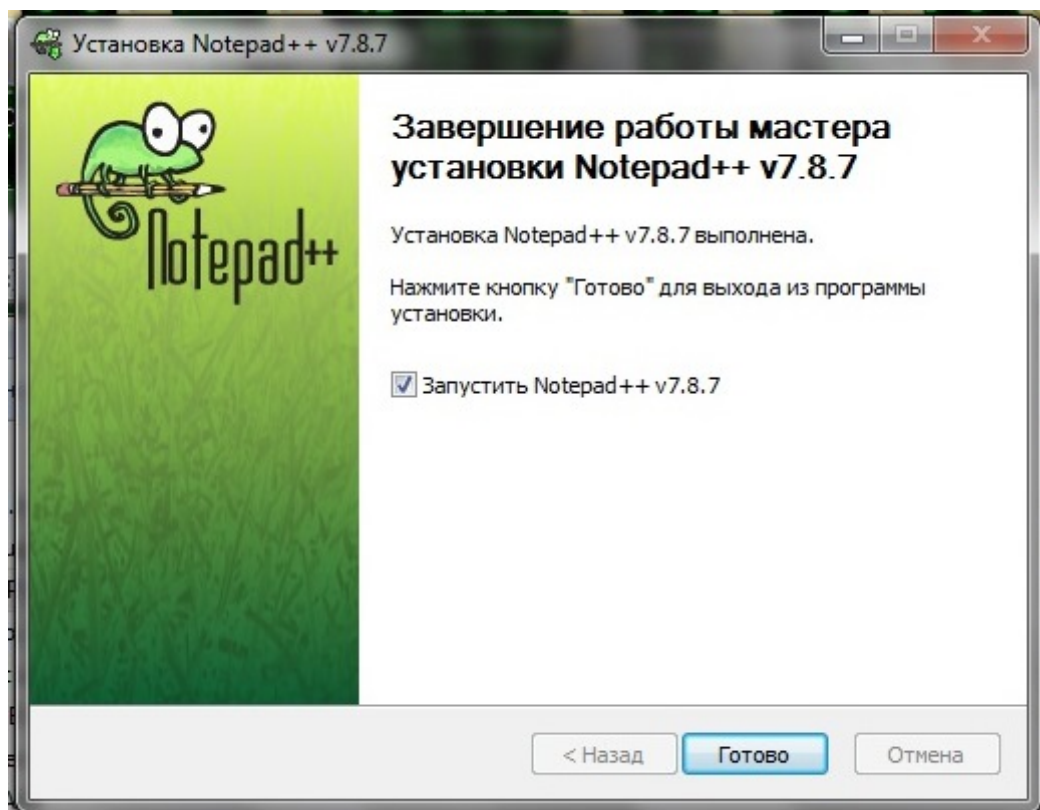 Установка Notepad++ v7.8.7
Notepad++
Завершение работы мастера
установки Notepad++ v7.8.7
Установка Notepad++ v7.8.7 выполнена.
Нажмите кнопку "Готово" для выхода из программы
установки.
Запустить Notepad++ v7.8.7
< Назад
Готово
Отмена